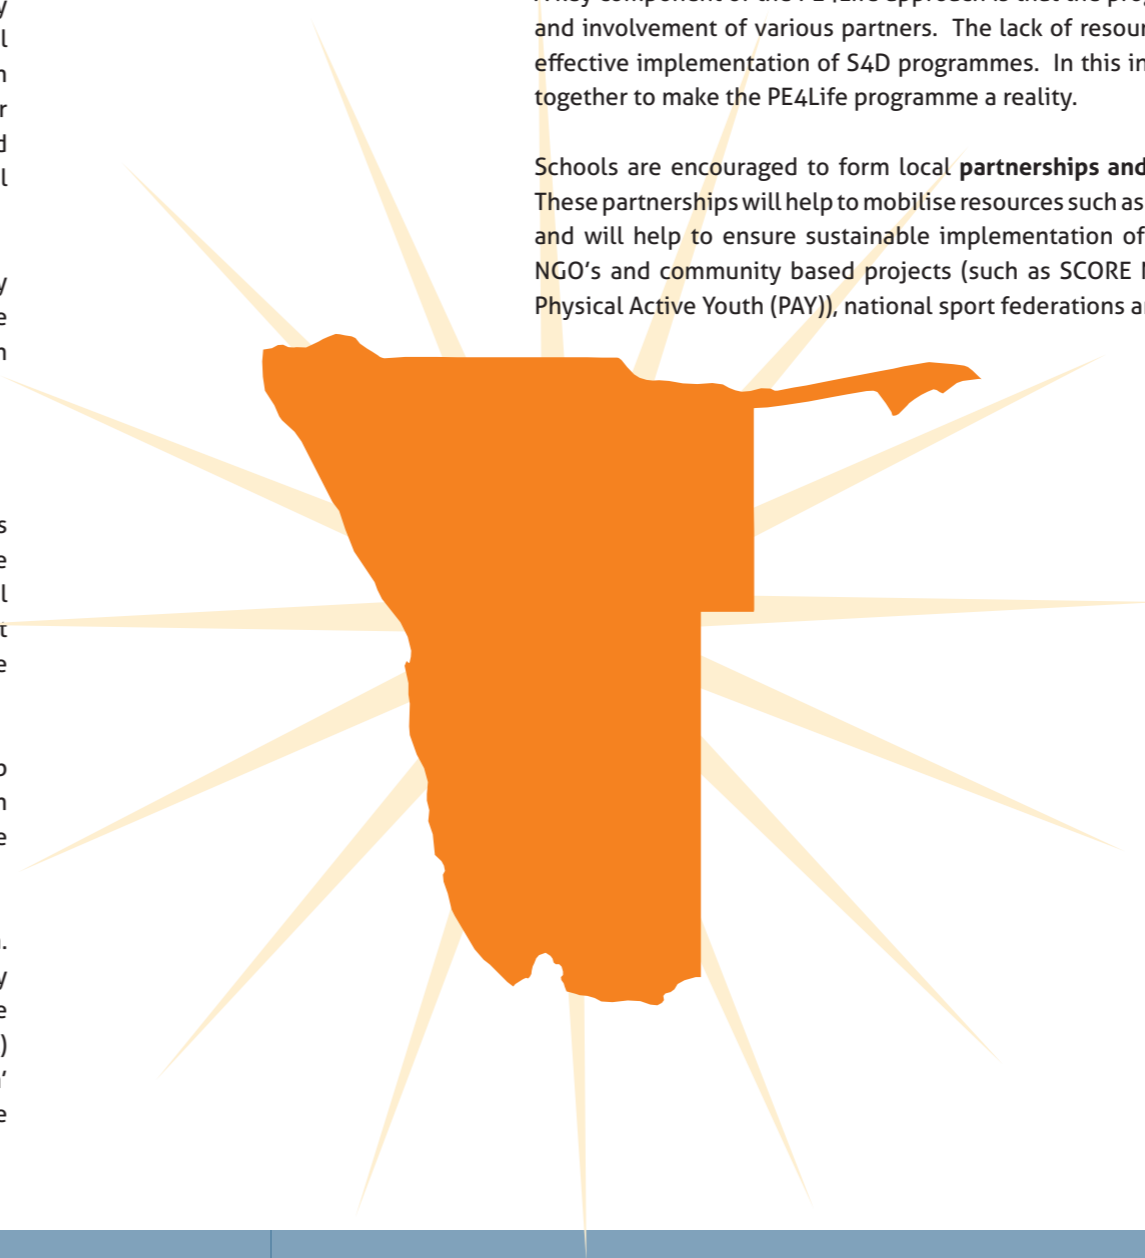 and involvement of various partners. The lack of resour
effective implementation of S4D programmes. In this in
together to make the PE4Life programme a reality.
Schools are encouraged to form local partnerships and
These partnerships will help to mobilise resources such as
and will help to ensure sustainable implementation of
NGO's and community based projects (such as SCORE
Physical Active Youth (PAY)), national sport federations a